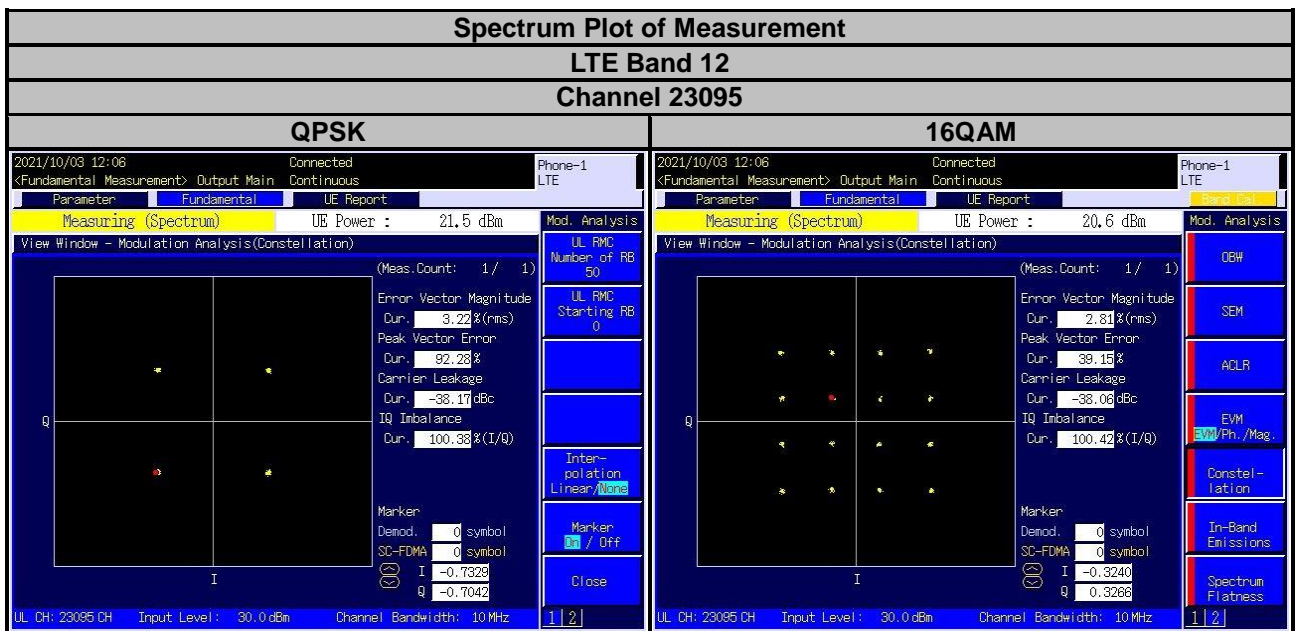 Spectrum Plot of Measurement
LTE Band 12
Channel 23095
QPSK
2021/10/03 12:06 Connected
<Fundamental Measurement> Output Main Continuous
Phone-1
LTE
Parameter Fundamental UE Report
Measuring (Spectrum) UE Power : 21.5 dBm Mod. Analysis
View Window - Modulation Analysis(Constellation)
(Meas.Count: 1/ 1)
Error Vector Magnitude
Cur. 3.22 %(rms)
Peak Vector Error
Cur. 92.28 %
Carrier Leakage
Cur. -38.17 dBc
IQ Imbalance
Cur. 100.38 %(I/Q)
Marker
Demod. 0 symbol
SC-FDMA 0 symbol
I -0.7329
Q -0.7042
Q
I
UL RMC
Number of RB
50
UL RMC
Starting RB
0
Inter-
polation
Linear/None
Marker
On / Off
Close
UL CH: 23095 CH Input Level: 30.0 dBm Channel Bandwidth: 10 MHz 1 2
16QAM
2021/10/03 12:06 Connected
<Fundamental Measurement> Output Main Continuous
Phone-1
LTE
Parameter Fundamental UE Report Band Cal.
Measuring (Spectrum) UE Power : 20.6 dBm Mod. Analysis
View Window - Modulation Analysis(Constellation)
(Meas.Count: 1/ 1)
Error Vector Magnitude
Cur. 2.81 %(rms)
Peak Vector Error
Cur. 39.15 %
Carrier Leakage
Cur. -38.06 dBc
IQ Imbalance
Cur. 100.42 %(I/Q)
Marker
Demod. 0 symbol
SC-FDMA 0 symbol
I -0.3240
Q 0.3266
Q
I
OBW
SEM
ACLR
EVM
EVM/Ph./Mag.
Constel-
lation
In-Band
Emissions
Spectrum
Flatness
UL CH: 23095 CH Input Level: 30.0 dBm Channel Bandwidth: 10 MHz 1 2